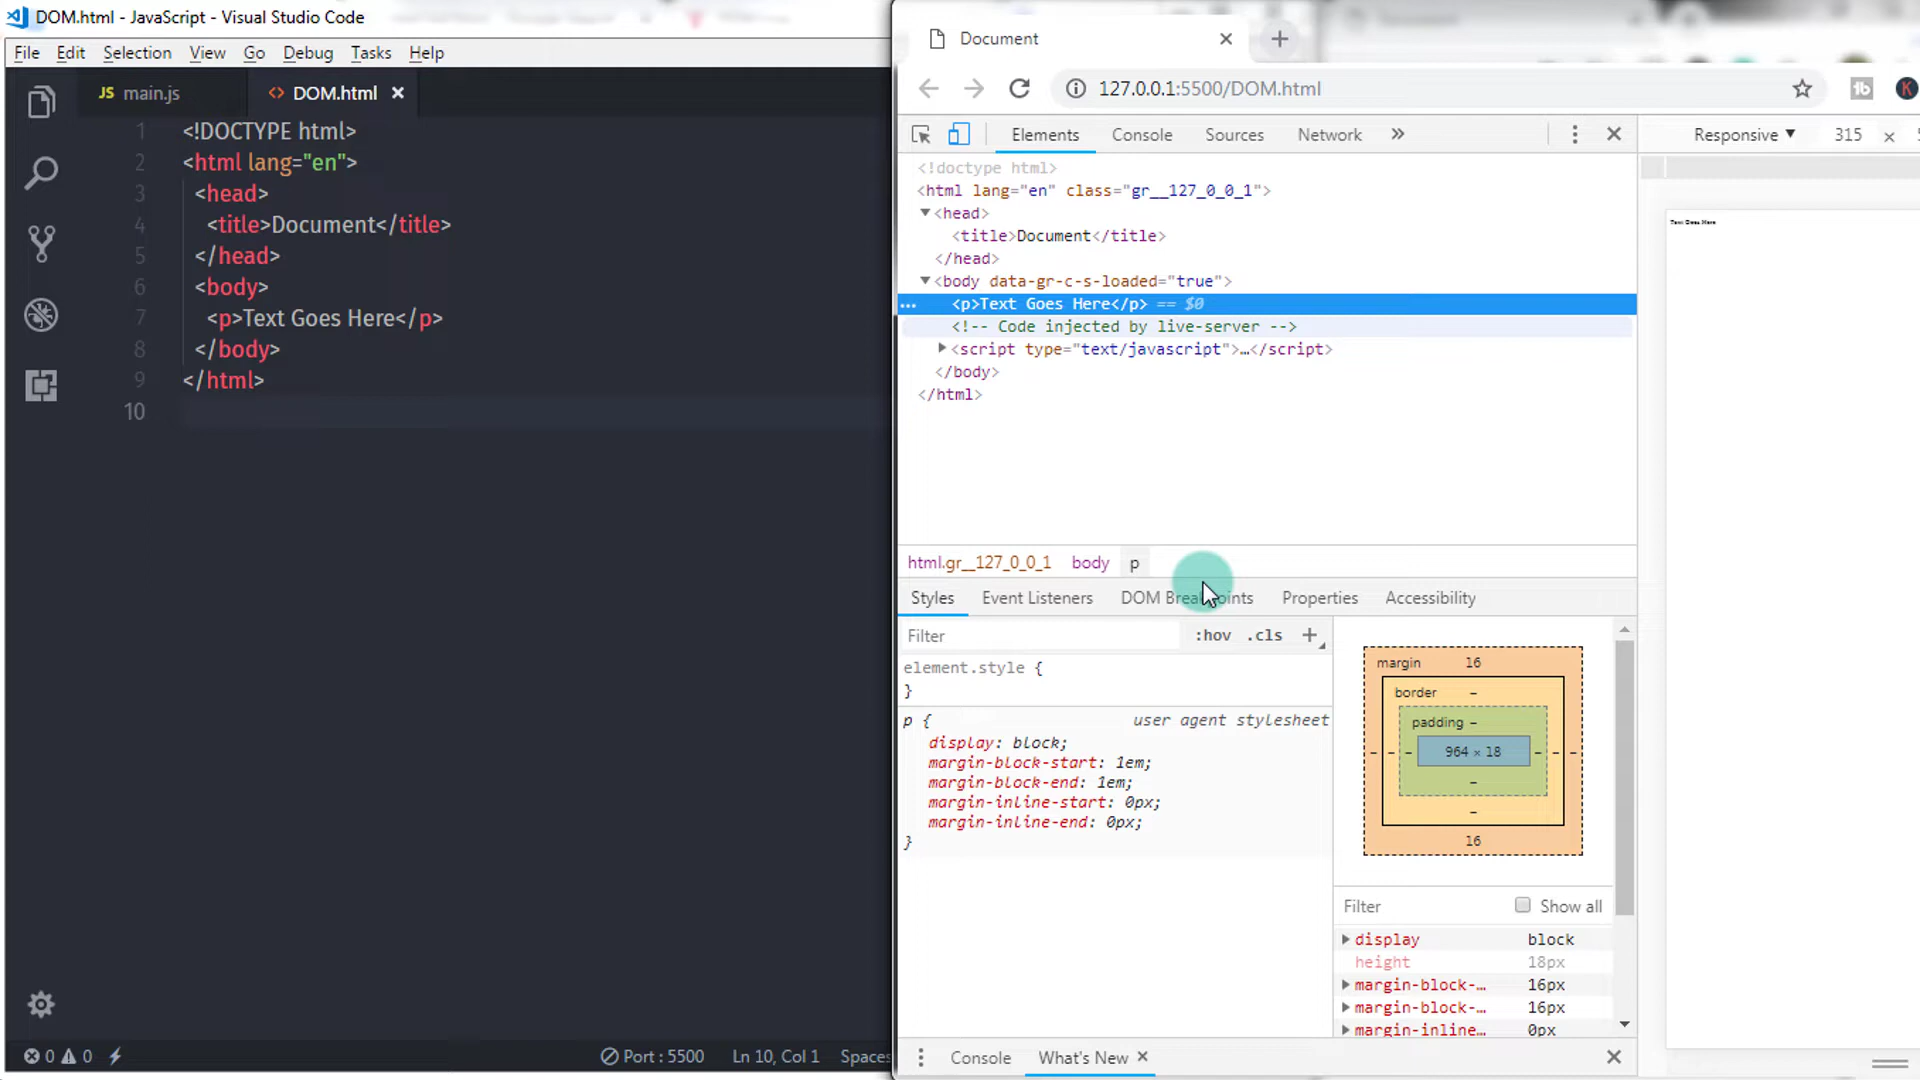 DOM.html - JavaScript - Visual Studio Code
File Edit Selection View Go Debug Tasks Help
JS main.js
<> DOM.html ×
1 <!DOCTYPE html>
2 <html lang="en">
3 <head>
4 <title>Document</title>
5 </head>
6 <body>
7 <p>Text Goes Here</p>
8 </body>
9 </html>
10
0 0
Port : 5500
Ln 10, Col 1
Spaces
Document
127.0.0.1:5500/DOM.html
Elements Console Sources Network »
<!doctype html>
<html lang="en" class="gr__127_0_0_1">
<head>
<title>Document</title>
</head>
<body data-gr-c-s-loaded="true">
... <p>Text Goes Here</p> == $0
<!-- Code injected by live-server -->
<script type="text/javascript">…</script>
</body>
</html>
html.gr__127_0_0_1 body p
Styles Event Listeners DOM Breakpoints Properties Accessibility
Filter :hov .cls +
element.style {
}
p { user agent stylesheet
display: block;
margin-block-start: 1em;
margin-block-end: 1em;
margin-inline-start: 0px;
margin-inline-end: 0px;
}
margin 16
border –
padding –
– – – 964 × 18 – – –
–
–
16
Filter Show all
display block
height 18px
margin-block-… 16px
margin-block-… 16px
margin-inline… 0px
Console What's New ×
Responsive ▼ 315 ×
Text Goes Here